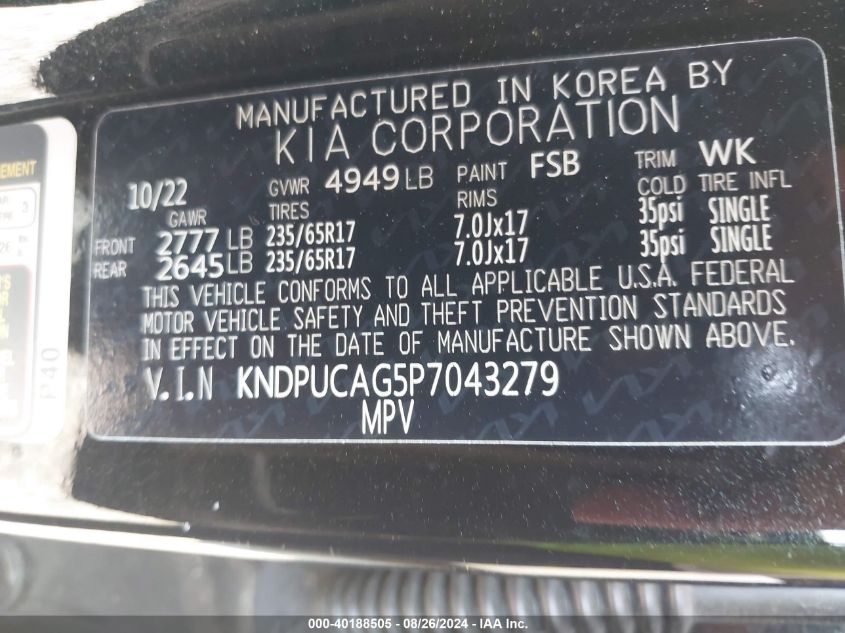 MANUFACTURED IN KOREA BY
KIA CORPORATION
10/22 GVWR 4949 LB PAINT FSB TRIM WK
GAWR TIRES RIMS COLD TIRE INFL
FRONT 2777 LB 235/65R17 7.0Jx17 35psi SINGLE
REAR 2645 LB 235/65R17 7.0Jx17 35psi SINGLE
THIS VEHICLE CONFORMS TO ALL APPLICABLE U.S.A. FEDERAL
MOTOR VEHICLE SAFETY AND THEFT PREVENTION STANDARDS
IN EFFECT ON THE DATE OF MANUFACTURE SHOWN ABOVE.
V.I.N KNDPUCAG5P7043279
MPV
P40
000-40188505 - 08/26/2024 - 1 of 1.